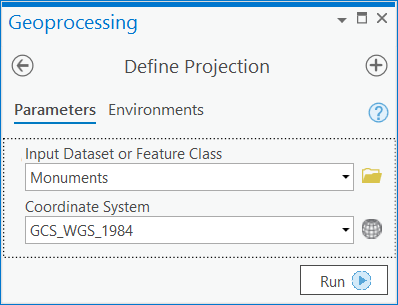 Geoprocessing
Define Projection
Parameters Environments
?
Input Dataset or Feature Class
Monuments
Coordinate System
GCS_WGS_1984
Run